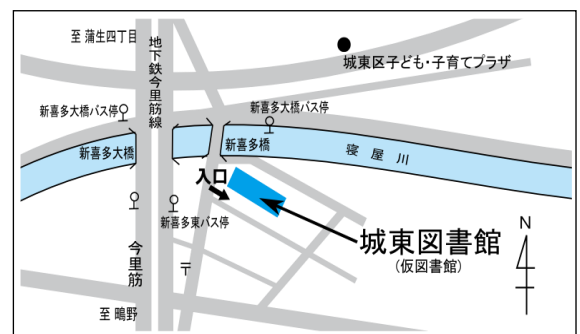 至 蒲生四丁目
地下鉄今里筋線
城東区子ども・子育てプラザ
新喜多大橋バス停
新喜多大橋バス停
新喜多大橋
新喜多橋
寝屋川
入口
新喜多東バス停
城東図書館
(仮図書館)
N
今里筋
〒
至 鴫野